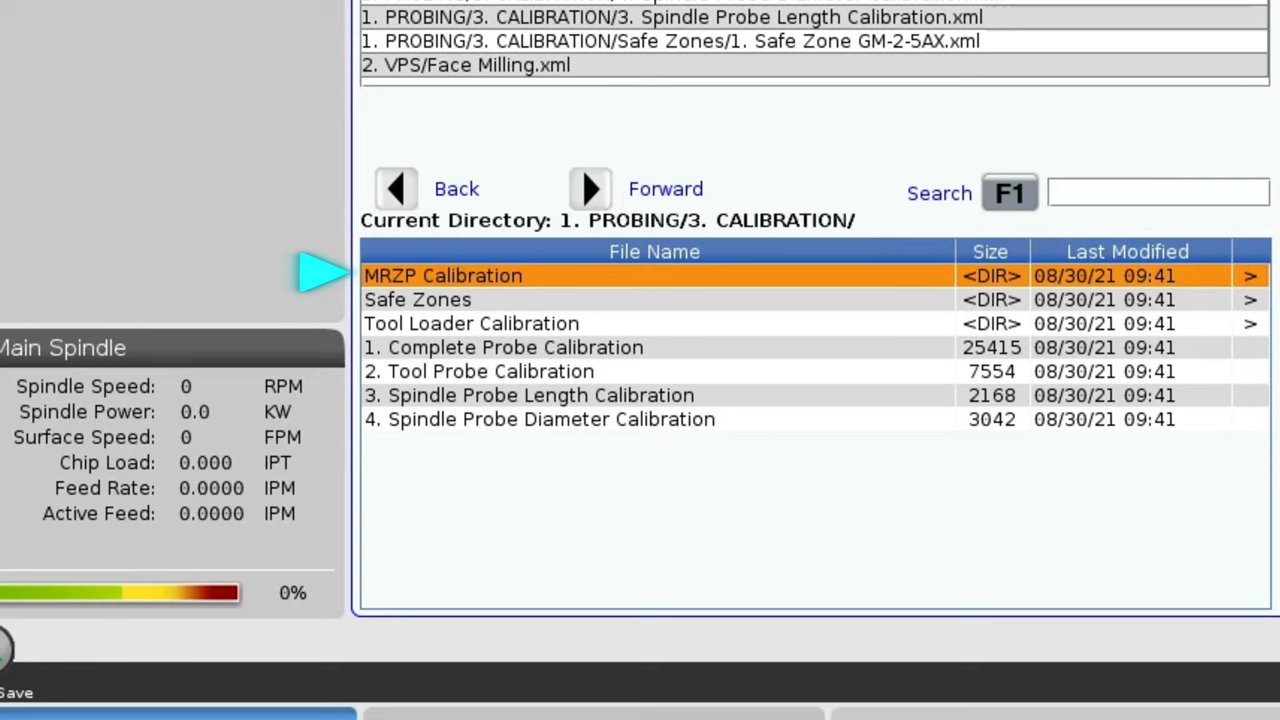 1. PROBING/3. CALIBRATION/3. Spindle Probe Length Calibration.xml
1. PROBING/3. CALIBRATION/Safe Zones/1. Safe Zone GM-2-5AX.xml
2. VPS/Face Milling.xml
Back Forward Search F1
Current Directory: 1. PROBING/3. CALIBRATION/
File Name Size Last Modified
MRZP Calibration <DIR> 08/30/21 09:41 >
Safe Zones <DIR> 08/30/21 09:41 >
Tool Loader Calibration <DIR> 08/30/21 09:41 >
1. Complete Probe Calibration 25415 08/30/21 09:41
2. Tool Probe Calibration 7554 08/30/21 09:41
3. Spindle Probe Length Calibration 2168 08/30/21 09:41
4. Spindle Probe Diameter Calibration 3042 08/30/21 09:41
Main Spindle
Spindle Speed: 0 RPM
Spindle Power: 0.0 KW
Surface Speed: 0 FPM
Chip Load: 0.000 IPT
Feed Rate: 0.0000 IPM
Active Feed: 0.0000 IPM
0%
Save